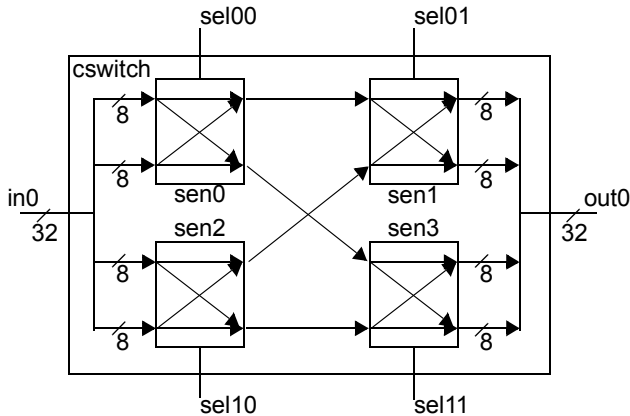 sel00
sel01
cswitch
8
8
8
8
sen0
sen1
in0
out0
32
32
sen2
sen3
8
8
8
8
sel10
sel11